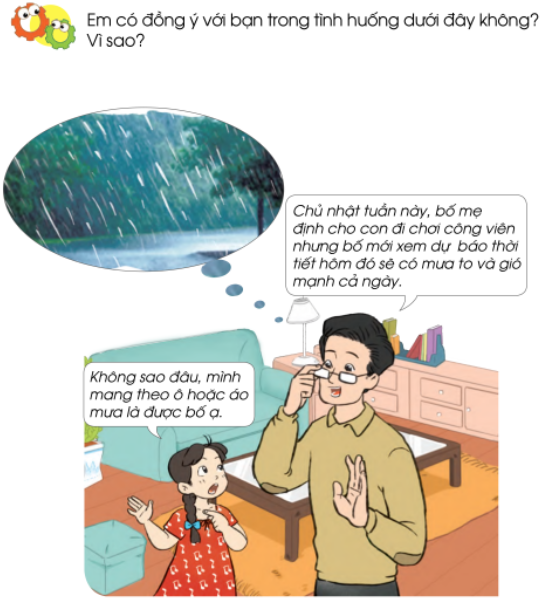 Em có đồng ý với bạn trong tình huống dưới đây không?
Vì sao?
Chủ nhật tuần này, bố mẹ
định cho con đi chơi công viên
nhưng bố mới xem dự báo thời
tiết hôm đó sẽ có mưa to và gió
mạnh cả ngày.
Không sao đâu, mình
mang theo ô hoặc áo
mưa là được bố ạ.